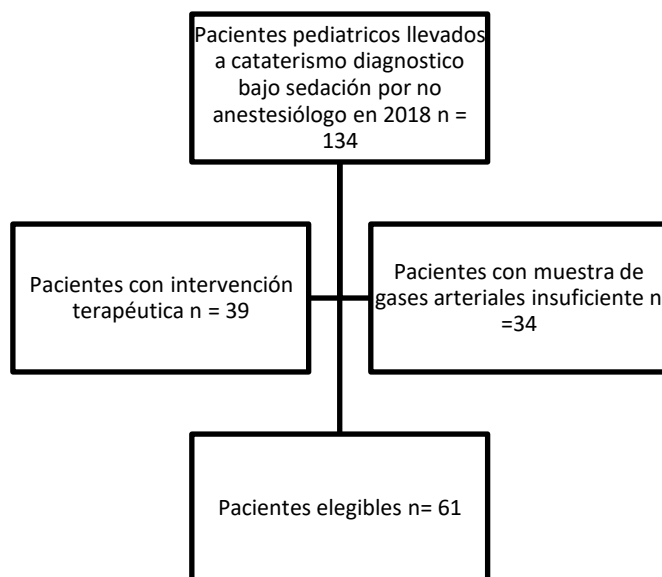 Pacientes pediatricos llevados
a cataterismo diagnostico
bajo sedación por no
anestesiólogo en 2018 n =
134
Pacientes con intervención
terapéutica n = 39
Pacientes con muestra de
gases arteriales insuficiente n
=34
Pacientes elegibles n= 61